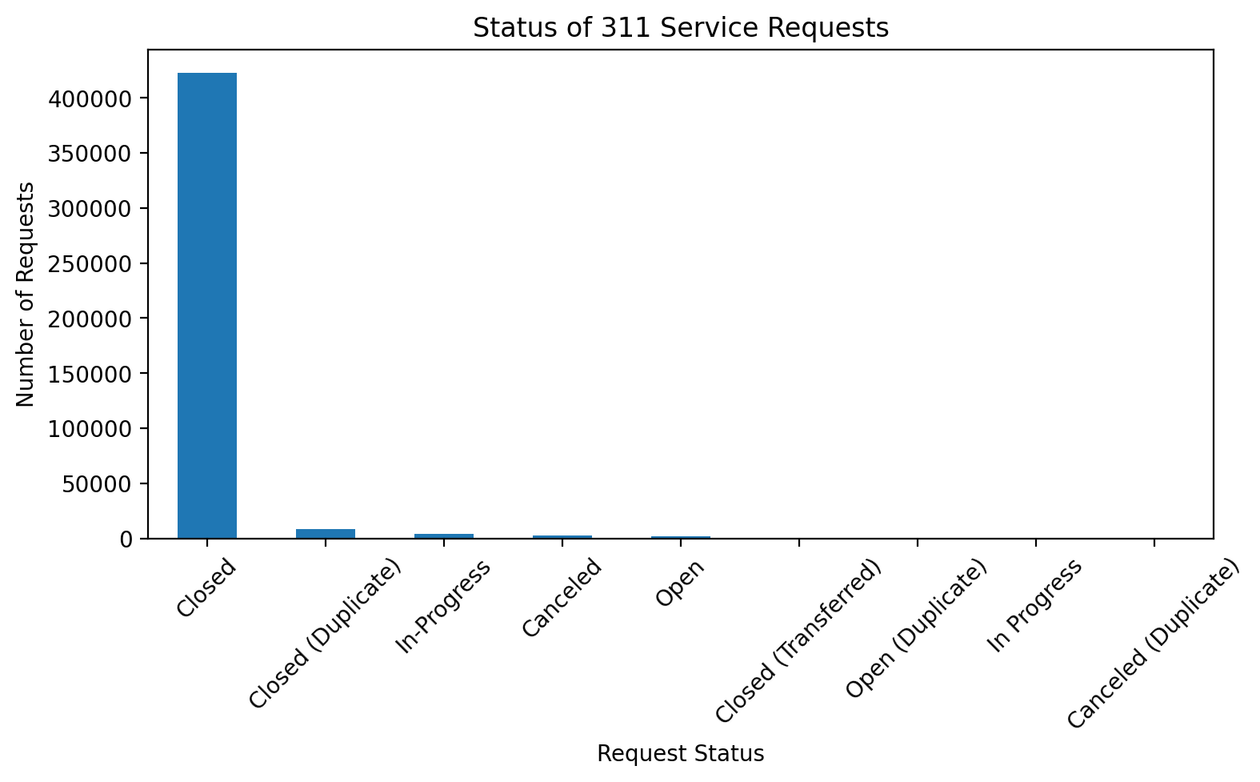 Status of 311 Service Requests
Number of Requests
400000
350000
300000
250000
200000
150000
100000
50000
0
Closed
Closed (Duplicate)
In-Progress
Canceled
Open
Closed (Transferred)
Open (Duplicate)
In Progress
Canceled (Duplicate)
Request Status